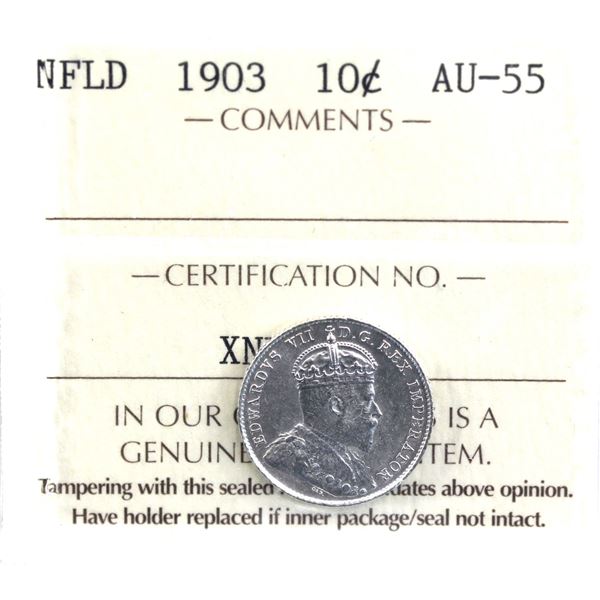 NFLD 1903 10¢ AU-55
— COMMENTS —
— CERTIFICATION NO. —
XN
EDWARDVS VII D.G. REX IMPERATOR
IN OUR IS A
GENUINE ITEM.
Tampering with this sealed above opinion.
Have holder replaced if inner package/seal not intact.